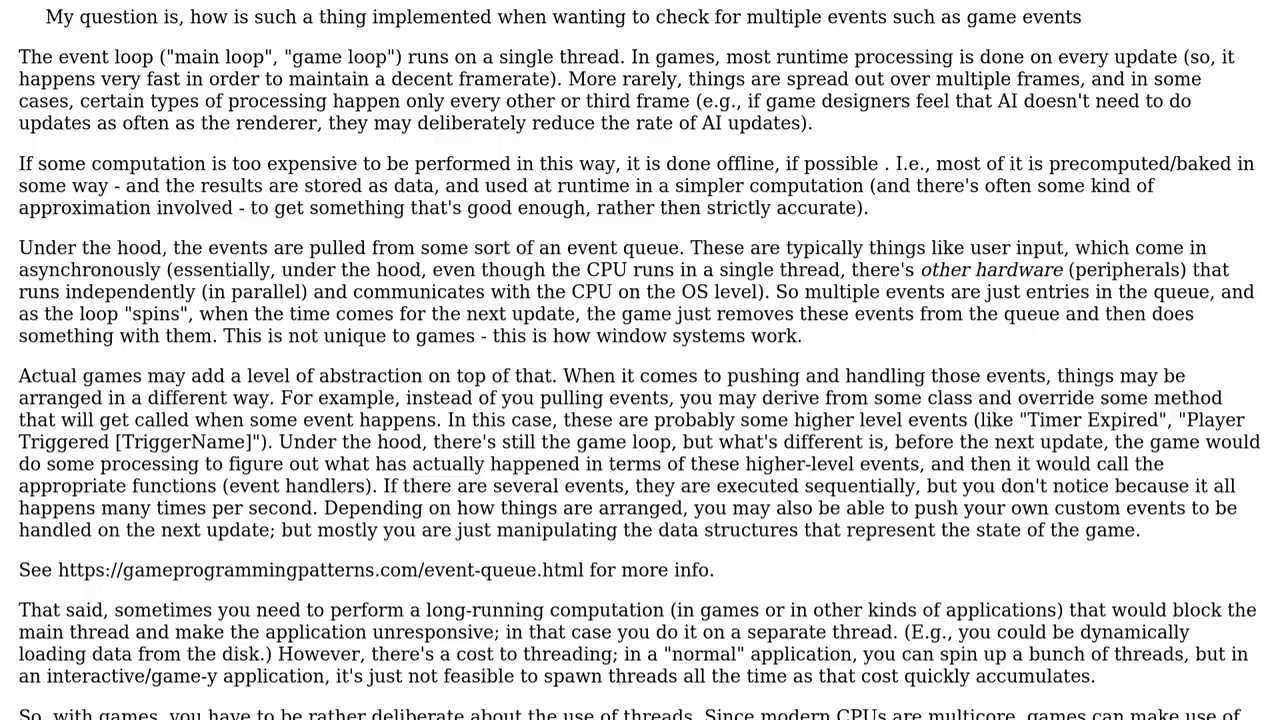 My question is, how is such a thing implemented when wanting to check for multiple events such as game events
The event loop ("main loop", "game loop") runs on a single thread. In games, most runtime processing is done on every update (so, it
happens very fast in order to maintain a decent framerate). More rarely, things are spread out over multiple frames, and in some
cases, certain types of processing happen only every other or third frame (e.g., if game designers feel that AI doesn't need to do
updates as often as the renderer, they may deliberately reduce the rate of AI updates).
If some computation is too expensive to be performed in this way, it is done offline, if possible . I.e., most of it is precomputed/baked in
some way - and the results are stored as data, and used at runtime in a simpler computation (and there's often some kind of
approximation involved - to get something that's good enough, rather then strictly accurate).
Under the hood, the events are pulled from some sort of an event queue. These are typically things like user input, which come in
asynchronously (essentially, under the hood, even though the CPU runs in a single thread, there's other hardware (peripherals) that
runs independently (in parallel) and communicates with the CPU on the OS level). So multiple events are just entries in the queue, and
as the loop "spins", when the time comes for the next update, the game just removes these events from the queue and then does
something with them. This is not unique to games - this is how window systems work.
Actual games may add a level of abstraction on top of that. When it comes to pushing and handling those events, things may be
arranged in a different way. For example, instead of you pulling events, you may derive from some class and override some method
that will get called when some event happens. In this case, these are probably some higher level events (like "Timer Expired", "Player
Triggered [TriggerName]"). Under the hood, there's still the game loop, but what's different is, before the next update, the game would
do some processing to figure out what has actually happened in terms of these higher-level events, and then it would call the
appropriate functions (event handlers). If there are several events, they are executed sequentially, but you don't notice because it all
happens many times per second. Depending on how things are arranged, you may also be able to push your own custom events to be
handled on the next update; but mostly you are just manipulating the data structures that represent the state of the game.
See https://gameprogrammingpatterns.com/event-queue.html for more info.
That said, sometimes you need to perform a long-running computation (in games or in other kinds of applications) that would block the
main thread and make the application unresponsive; in that case you do it on a separate thread. (E.g., you could be dynamically
loading data from the disk.) However, there's a cost to threading; in a "normal" application, you can spin up a bunch of threads, but in
an interactive/game-y application, it's just not feasible to spawn threads all the time as that cost quickly accumulates.
So, with games, you have to be rather deliberate about the use of threads. Since modern CPUs are multicore, games can make use of